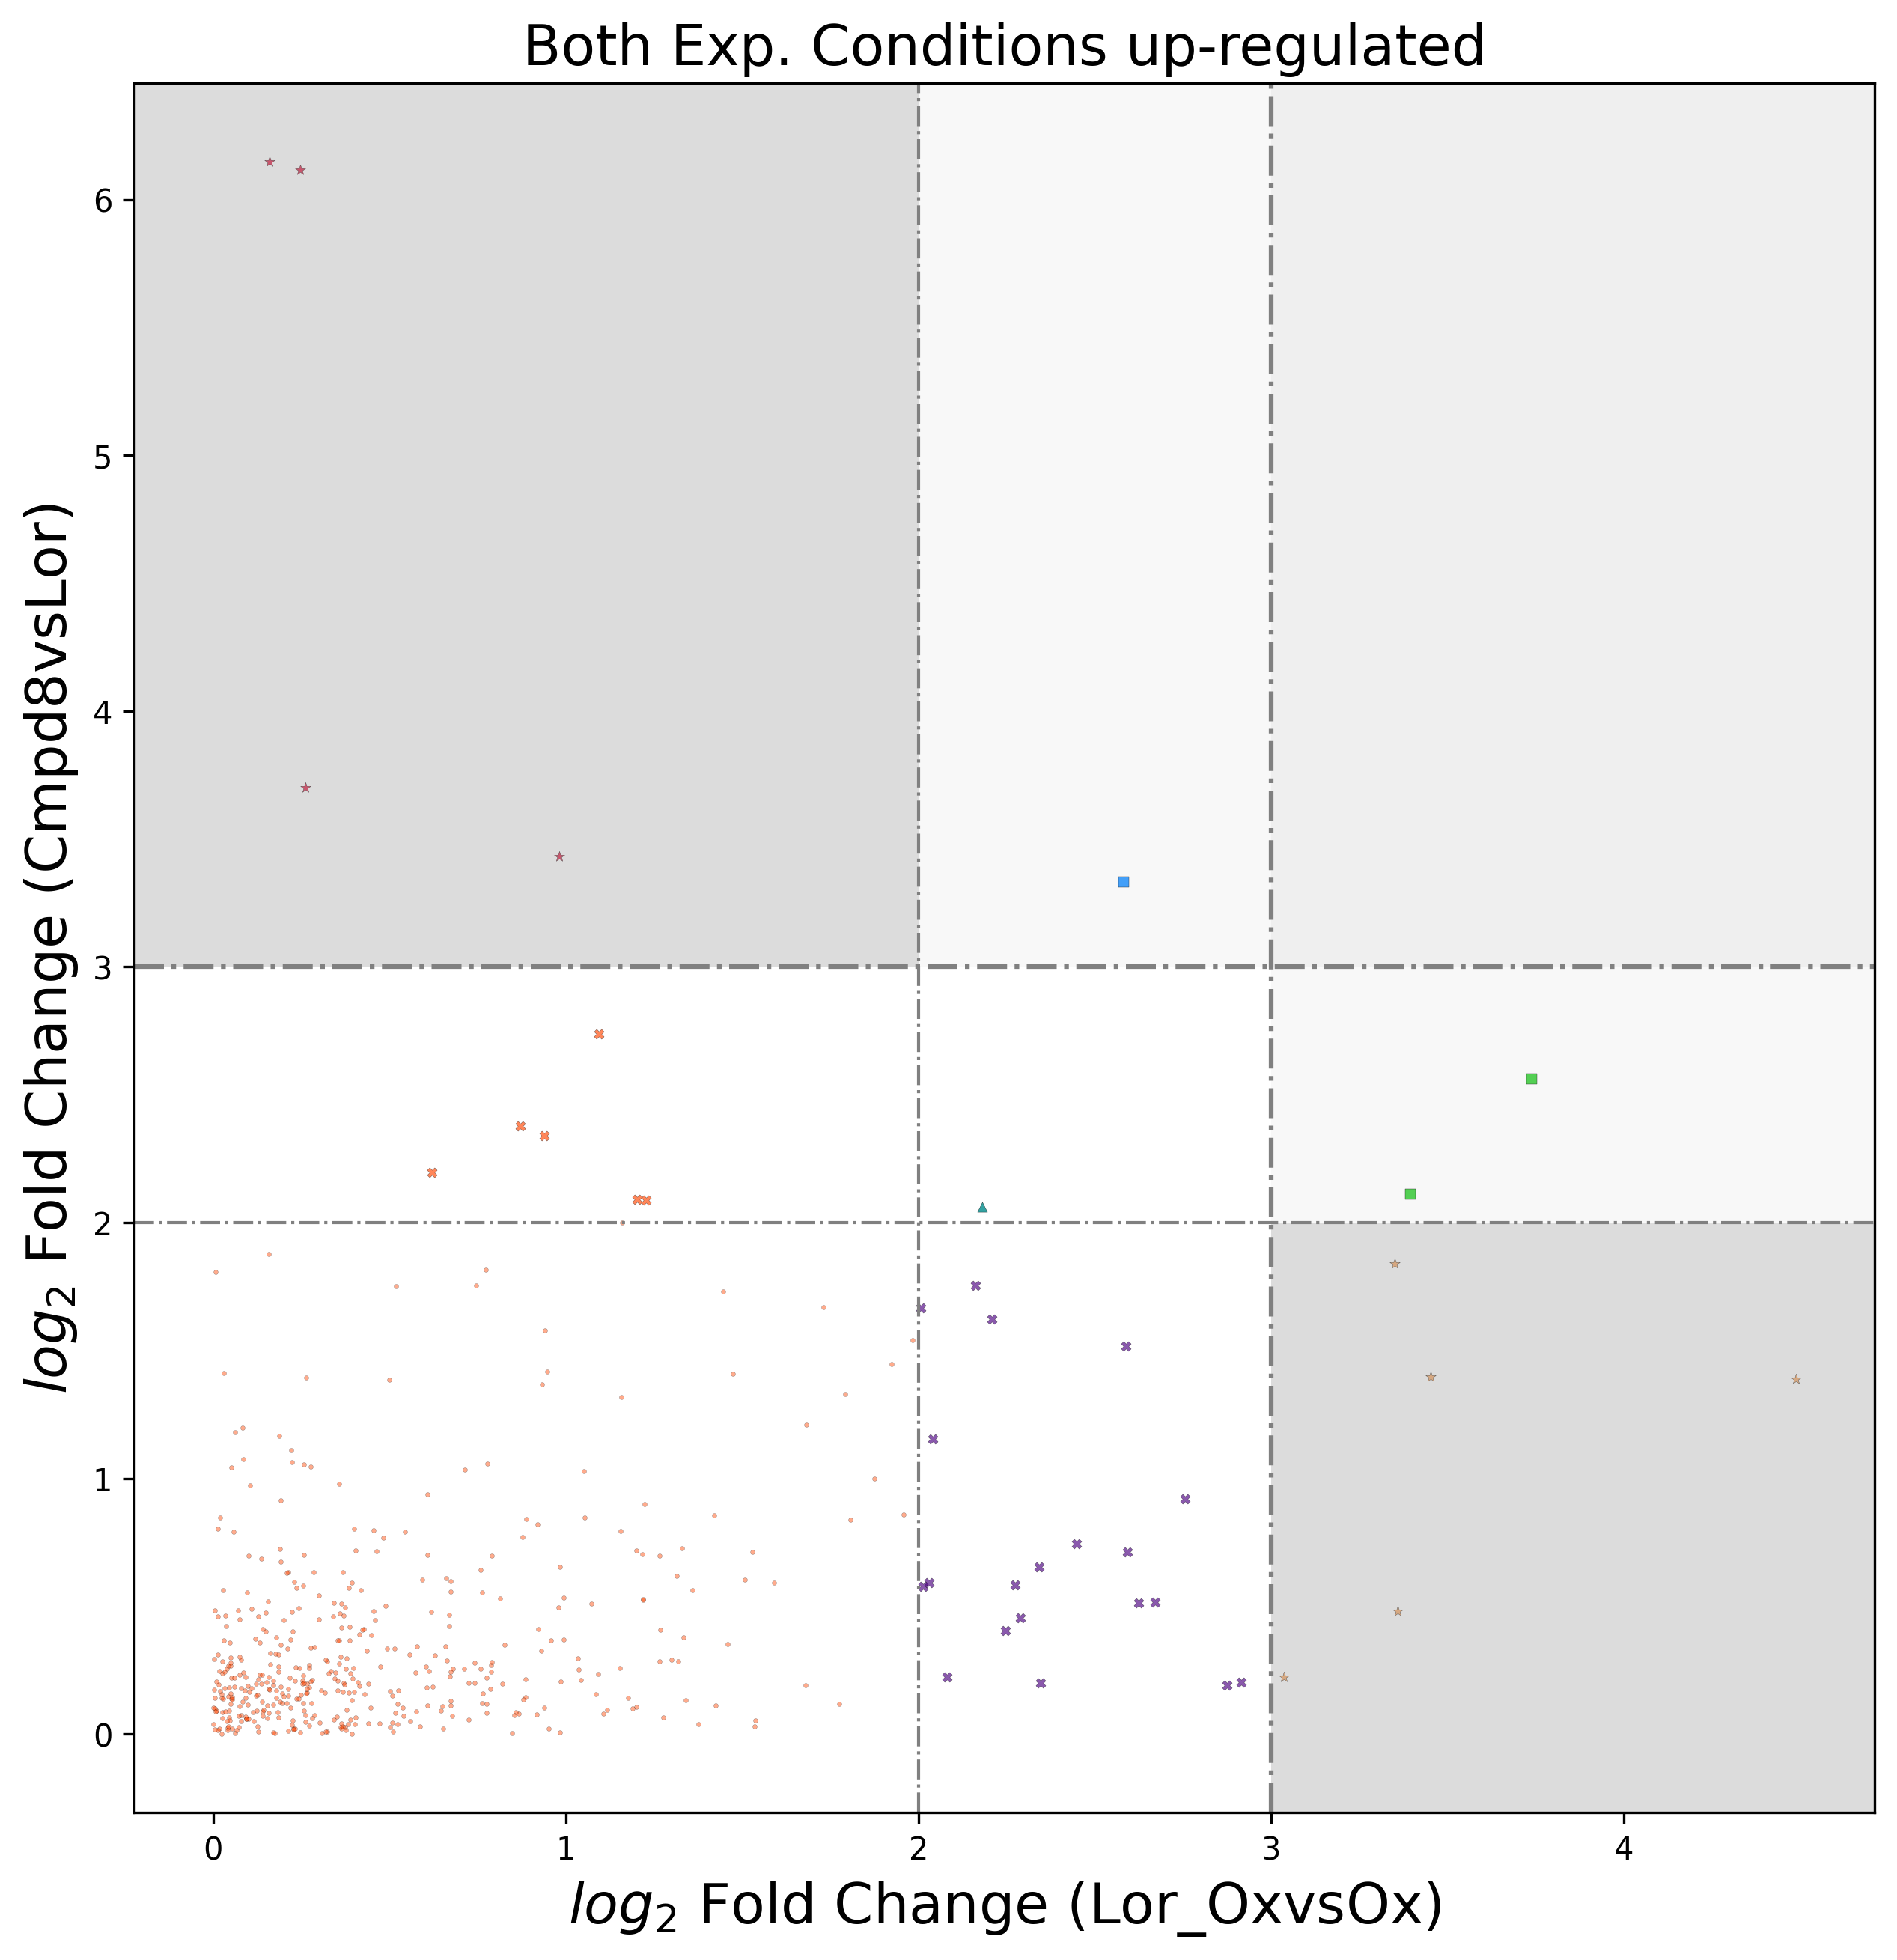 Both Exp. Conditions up-regulated
log2 Fold Change (Cmpd8vsLor)
6
5
4
3
2
1
0
0 1 2 3 4
log2 Fold Change (Lor_OxvsOx)